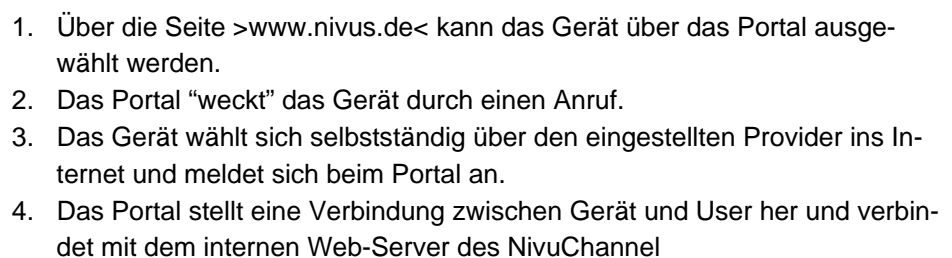 1. Über die Seite >www.nivus.de< kann das Gerät über das Portal ausge-
wählt werden.
2. Das Portal “weckt” das Gerät durch einen Anruf.
3. Das Gerät wählt sich selbstständig über den eingestellten Provider ins In-
ternet und meldet sich beim Portal an.
4. Das Portal stellt eine Verbindung zwischen Gerät und User her und verbin-
det mit dem internen Web-Server des NivuChannel